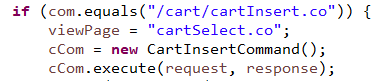 if (com.equals("/cart/cartInsert.co")) {
viewPage = "cartSelect.co";
cCom = new CartInsertCommand();
cCom.execute(request, response);